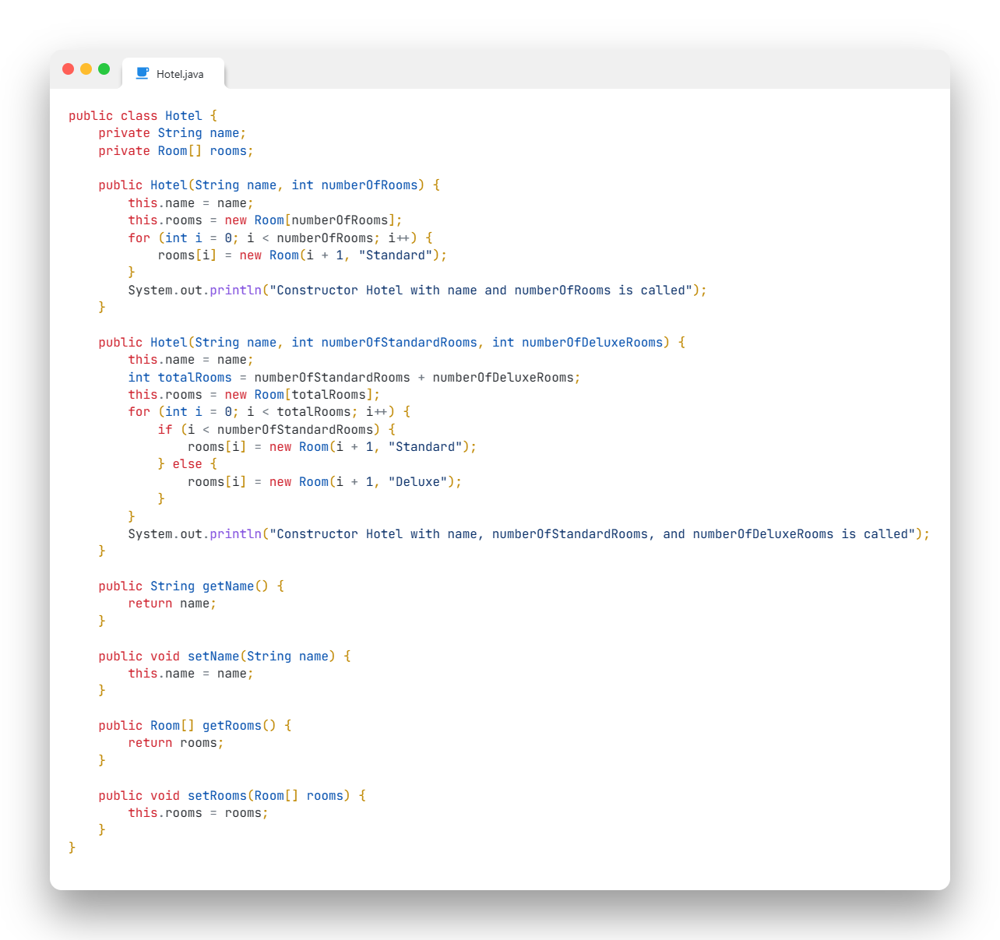 Hotel.java
public class Hotel {
    private String name;
    private Room[] rooms;

    public Hotel(String name, int numberOfRooms) {
        this.name = name;
        this.rooms = new Room[numberOfRooms];
        for (int i = 0; i < numberOfRooms; i++) {
            rooms[i] = new Room(i + 1, "Standard");
        }
        System.out.println("Constructor Hotel with name and numberOfRooms is called");
    }

    public Hotel(String name, int numberOfStandardRooms, int numberOfDeluxeRooms) {
        this.name = name;
        int totalRooms = numberOfStandardRooms + numberOfDeluxeRooms;
        this.rooms = new Room[totalRooms];
        for (int i = 0; i < totalRooms; i++) {
            if (i < numberOfStandardRooms) {
                rooms[i] = new Room(i + 1, "Standard");
            } else {
                rooms[i] = new Room(i + 1, "Deluxe");
            }
        }
        System.out.println("Constructor Hotel with name, numberOfStandardRooms, and numberOfDeluxeRooms is called");
    }

    public String getName() {
        return name;
    }

    public void setName(String name) {
        this.name = name;
    }

    public Room[] getRooms() {
        return rooms;
    }

    public void setRooms(Room[] rooms) {
        this.rooms = rooms;
    }
}